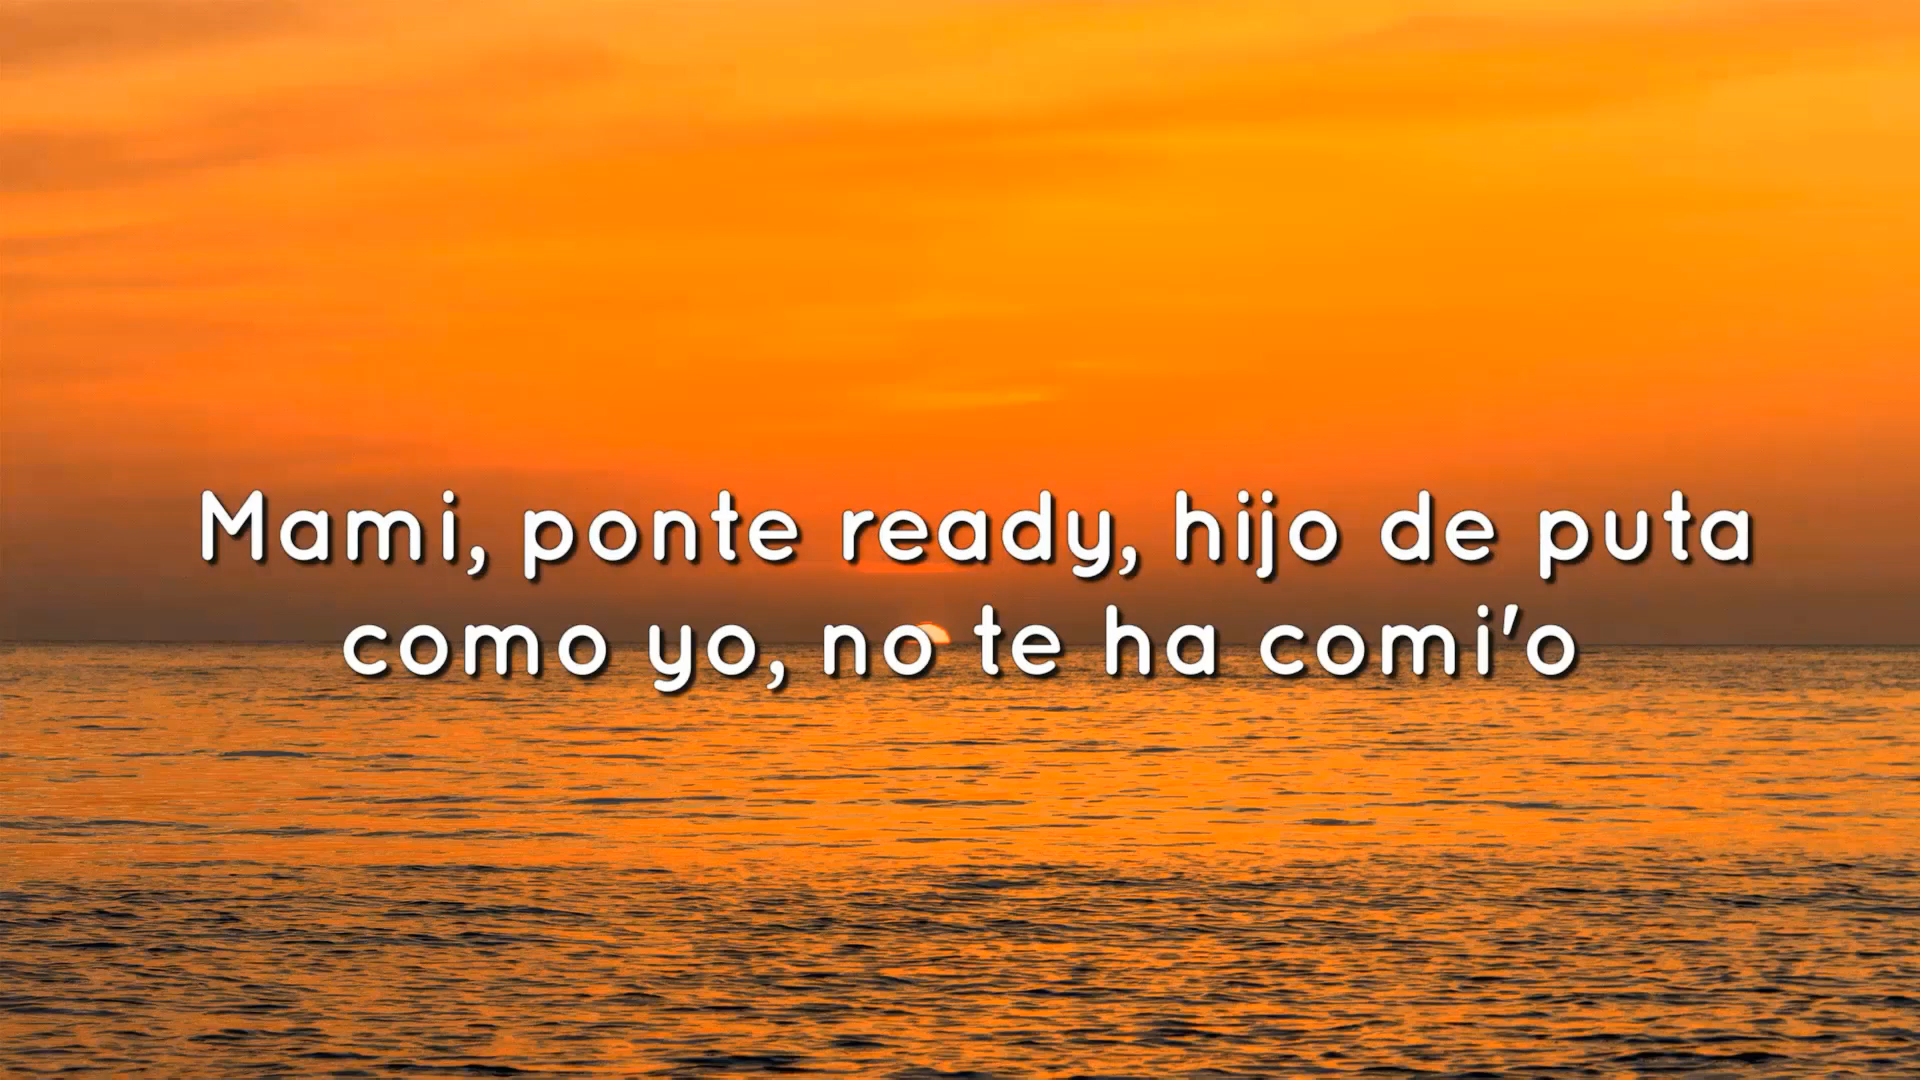 Mami, ponte ready, hijo de puta
como yo, no te ha comi'o